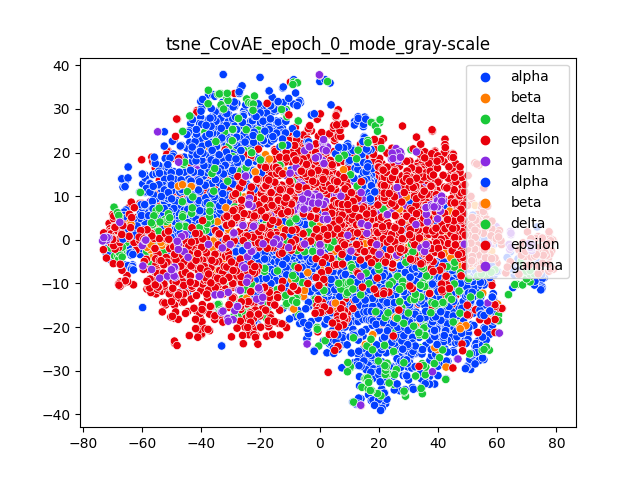 tsne_CovAE_epoch_0_mode_gray-scale
40
30
20
10
0
−10
−20
−30
−40
−80
−60
−40
−20
0
20
40
60
80
alpha
beta
delta
epsilon
gamma
alpha
beta
delta
epsilon
gamma